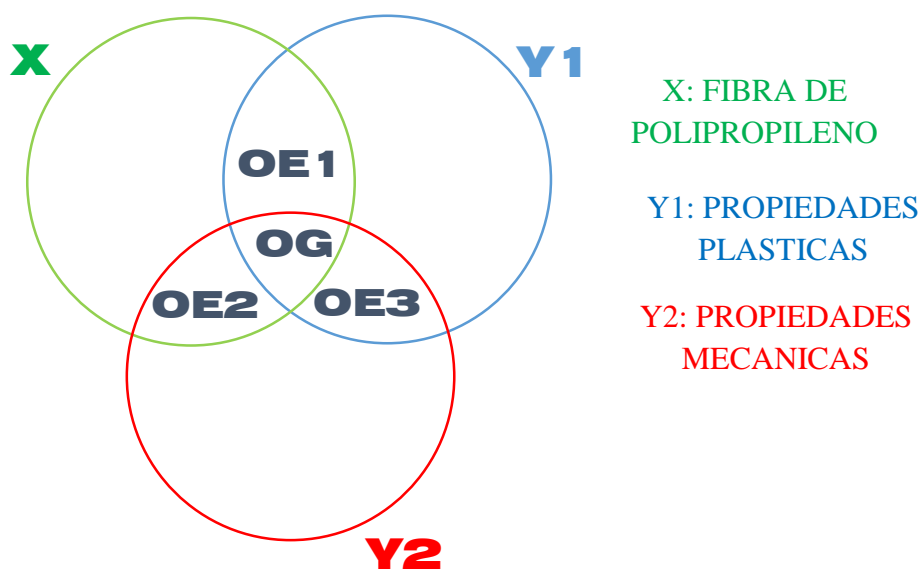 X
Y1
OE1
OG
OE2
OE3
Y2
X: FIBRA DE
POLIPROPILENO
Y1: PROPIEDADES
PLASTICAS
Y2: PROPIEDADES
MECANICAS